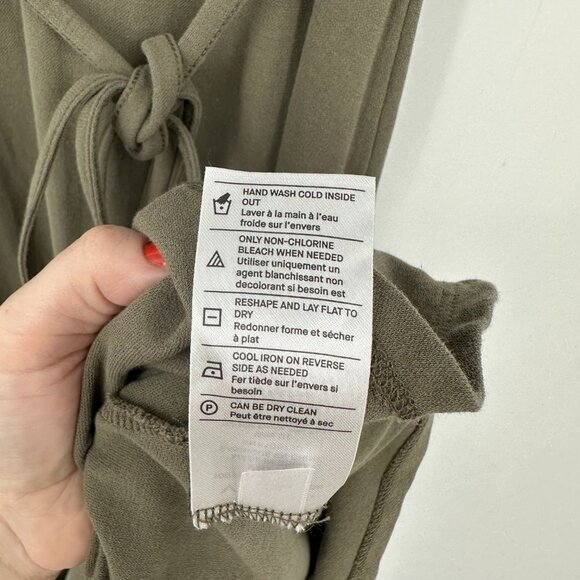 HAND WASH COLD INSIDE
OUT
Laver à la main à l'eau
froide sur l'envers
ONLY NON-CHLORINE
BLEACH WHEN NEEDED
Utiliser uniquement un
agent blanchissant non
decolorant si besoin est
RESHAPE AND LAY FLAT TO
DRY
Redonner forme et sécher
à plat
COOL IRON ON REVERSE
SIDE AS NEEDED
Fer tiède sur l'envers si
besoin
P CAN BE DRY CLEAN
Peut être nettoyé à sec